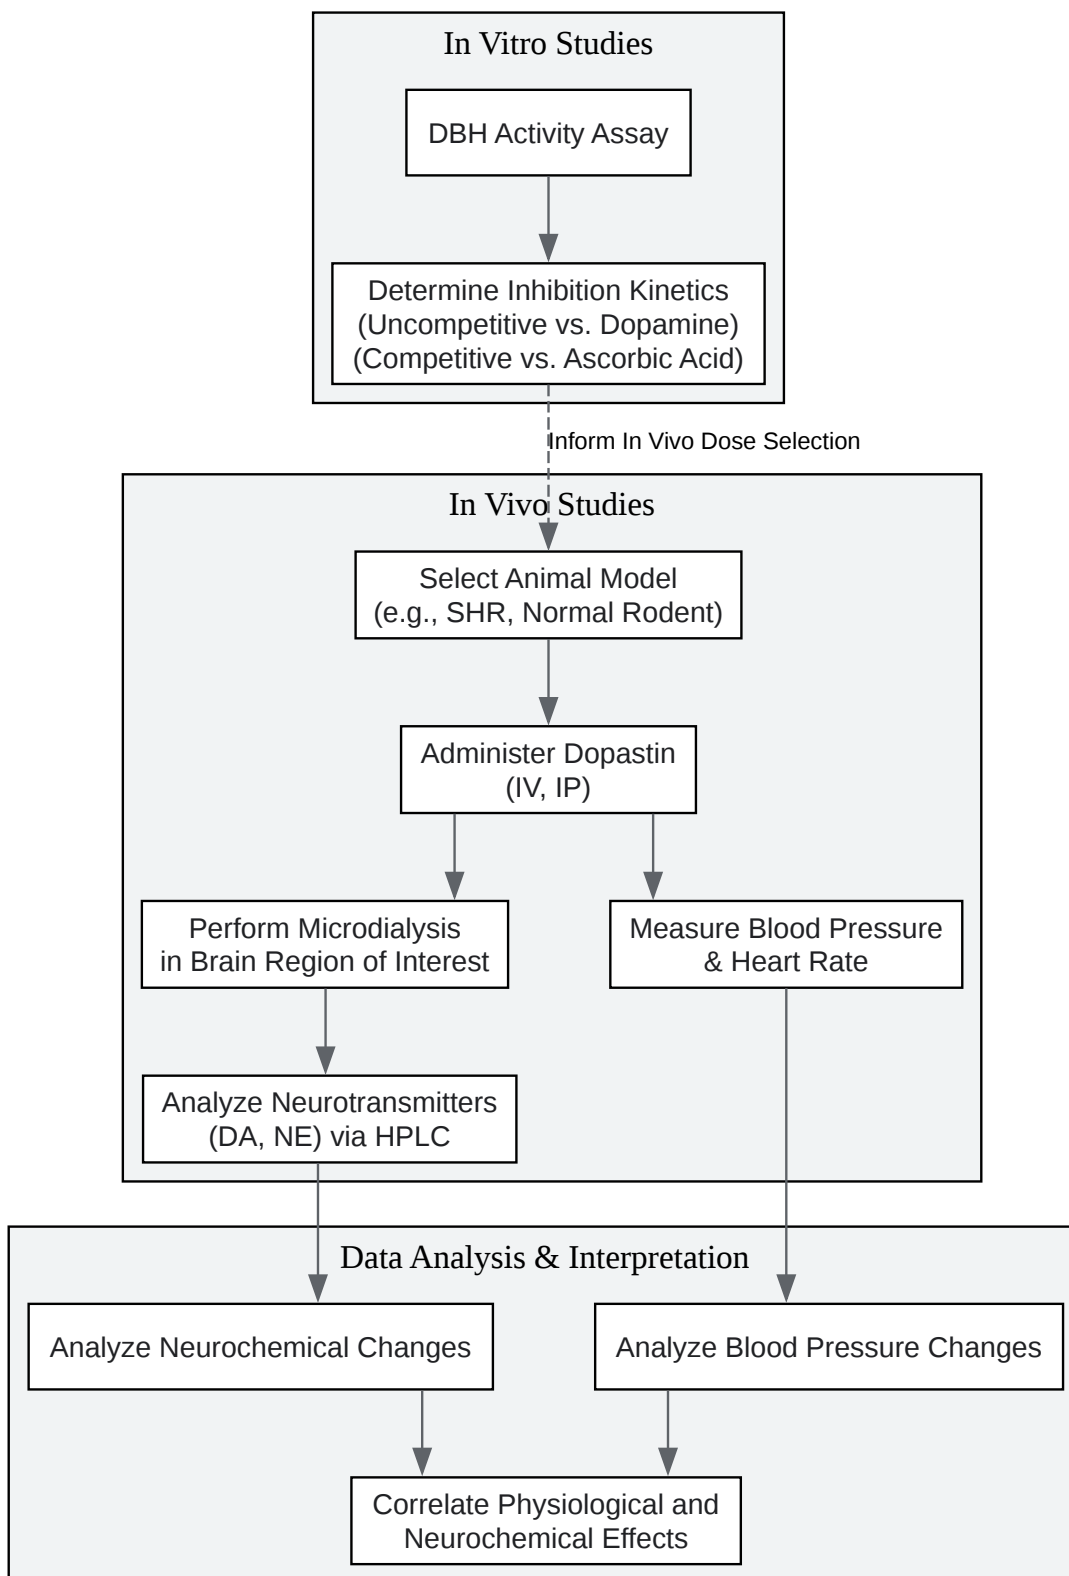 In Vitro Studies
DBH Activity Assay
Determine Inhibition Kinetics
(Uncompetitive vs. Dopamine)
(Competitive vs. Ascorbic Acid)
Inform In Vivo Dose Selection
In Vivo Studies
Select Animal Model
(e.g., SHR, Normal Rodent)
Administer Dopastin
(IV, IP)
Perform Microdialysis
in Brain Region of Interest
Measure Blood Pressure
& Heart Rate
Analyze Neurotransmitters
(DA, NE) via HPLC
Data Analysis & Interpretation
Analyze Neurochemical Changes
Analyze Blood Pressure Changes
Correlate Physiological and
Neurochemical Effects